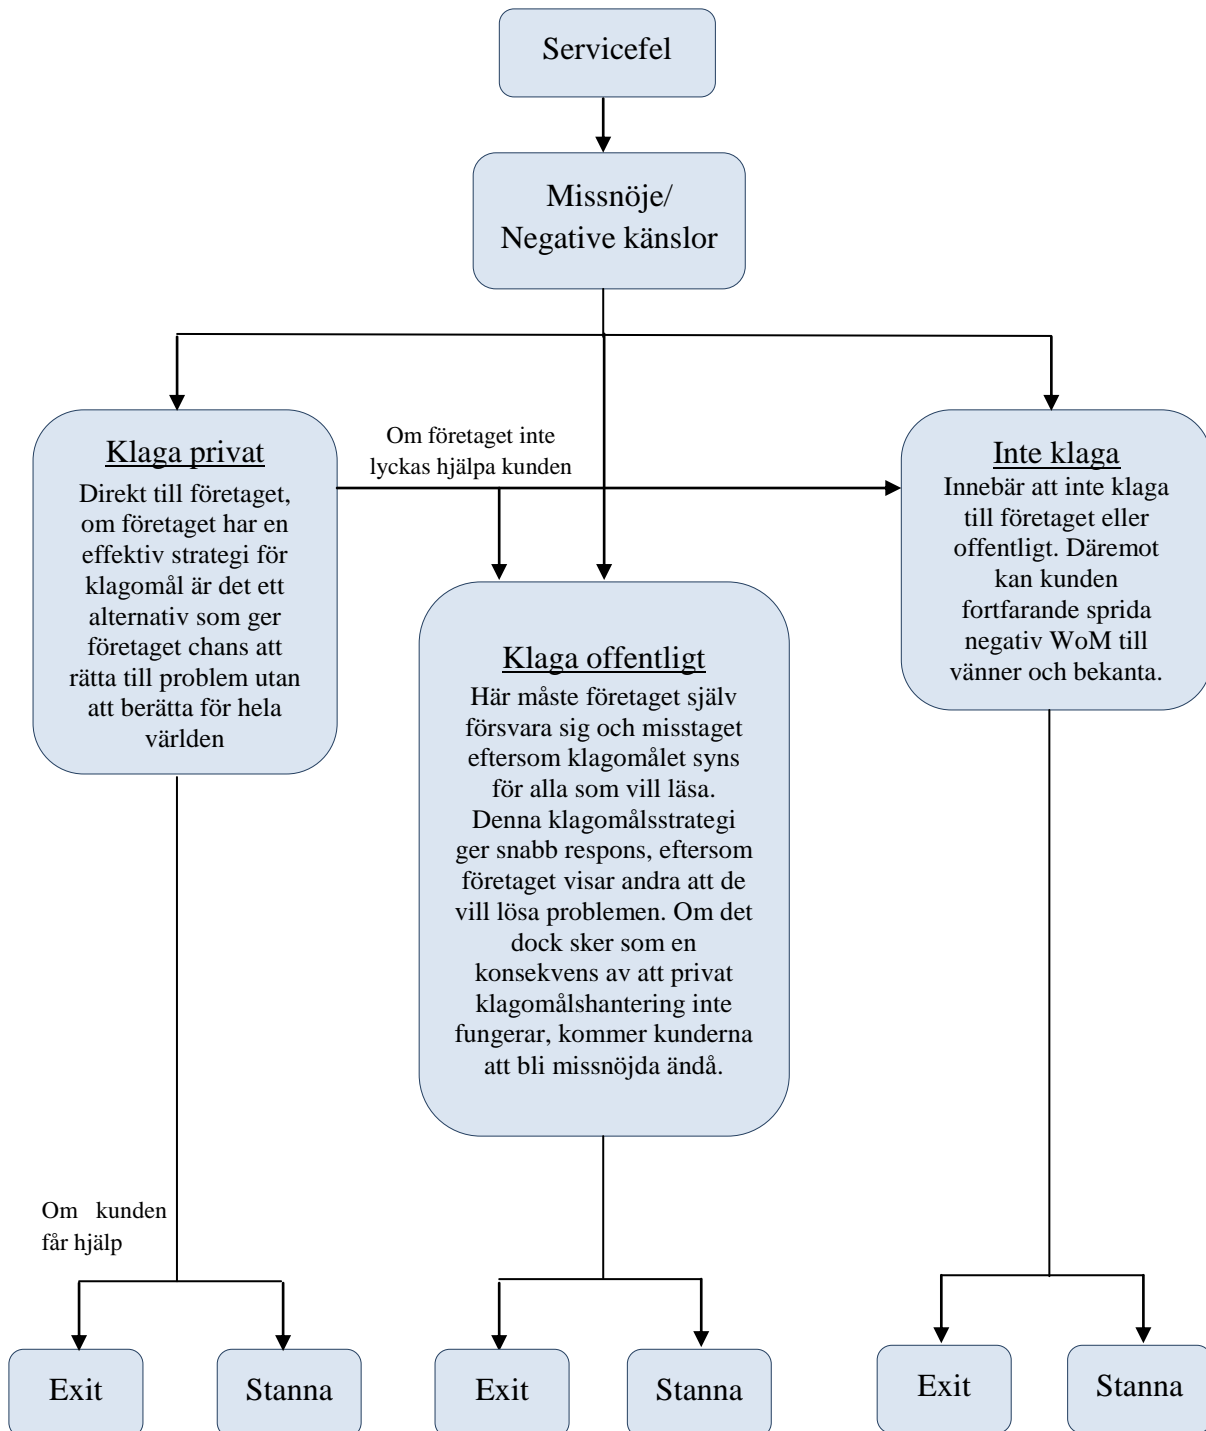 Servicefel
Missnöje/
Negative känslor
Klaga privat
Direkt till företaget,
om företaget har en
effektiv strategi för
klagomål är det ett
alternativ som ger
företaget chans att
rätta till problem utan
att berätta för hela
världen
Om företaget inte
lyckas hjälpa kunden
Inte klaga
Innebär att inte klaga
till företaget eller
offentligt. Däremot
kan kunden
fortfarande sprida
negativ WoM till
vänner och bekanta.
Klaga offentligt
Här måste företaget själv
försvara sig och misstaget
eftersom klagomålet syns
för alla som vill läsa.
Denna klagomålsstrategi
ger snabb respons, eftersom
företaget visar andra att de
vill lösa problemen. Om det
dock sker som en
konsekvens av att privat
klagomålshantering inte
fungerar, kommer kunderna
att bli missnöjda ändå.
Om kunden
får hjälp
Exit
Stanna
Exit
Stanna
Exit
Stanna